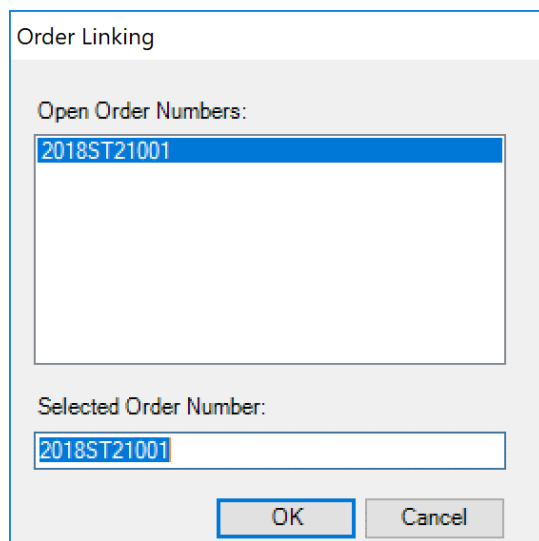 Order Linking
Open Order Numbers:
2018ST21001
Selected Order Number:
2018ST21001
OK Cancel